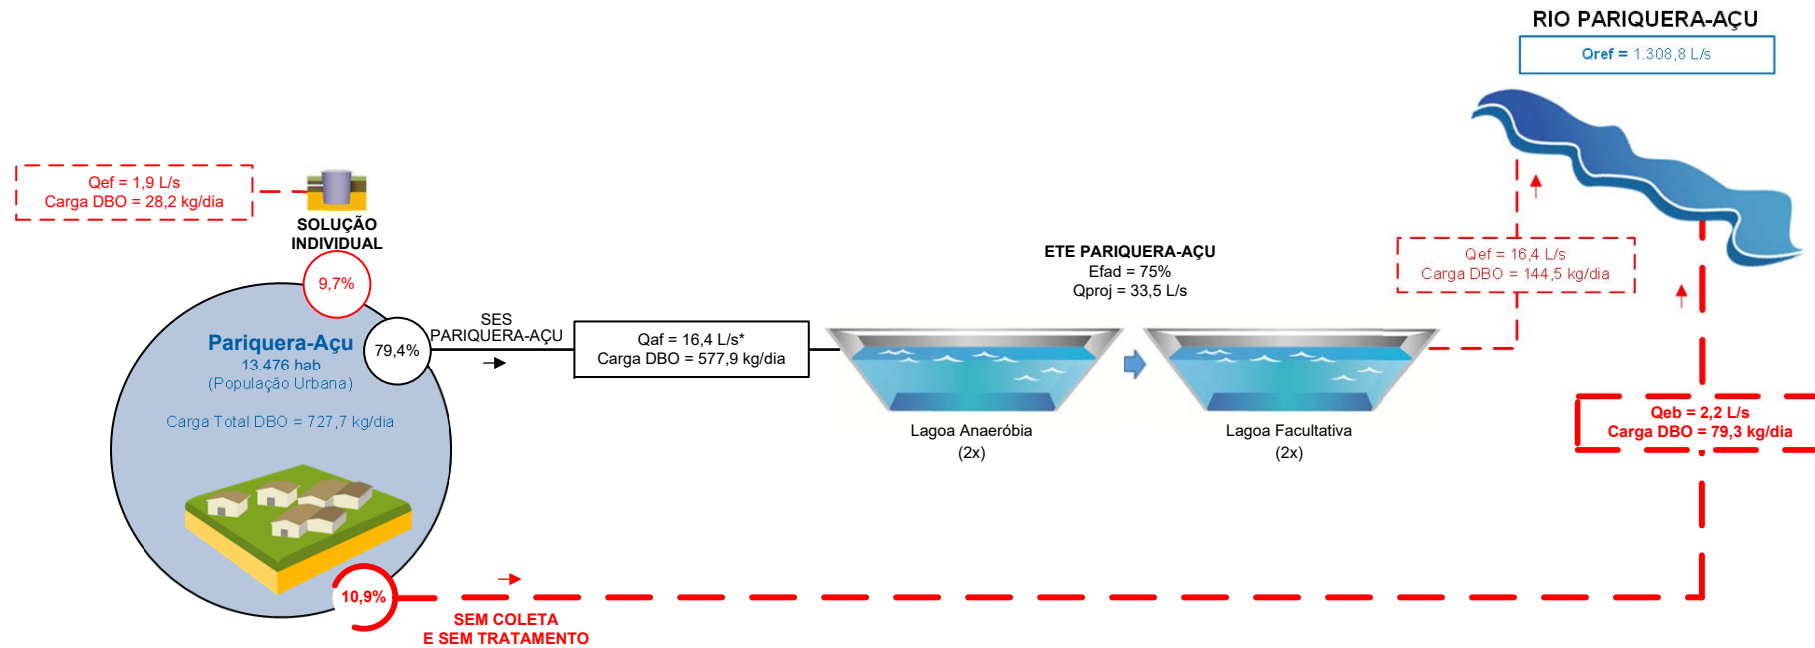 RIO PARIQUERA-AÇU
Qref = 1.308,8 L/s
Qef = 1,9 L/s
Carga DBO = 28,2 kg/dia
SOLUÇÃO
INDIVIDUAL
9,7%
Pariquera-Açu
13.476 hab
(População Urbana)
Carga Total DBO = 727,7 kg/dia
79,4%
SES
PARIQUERA-AÇU
Qaf = 16,4 L/s*
Carga DBO = 577,9 kg/dia
ETE PARIQUERA-AÇU
Efad = 75%
Qproj = 33,5 L/s
Lagoa Anaeróbia
(2x)
Lagoa Facultativa
(2x)
Qef = 16,4 L/s
Carga DBO = 144,5 kg/dia
Qeb = 2,2 L/s
Carga DBO = 79,3 kg/dia
10,9%
SEM COLETA
E SEM TRATAMENTO